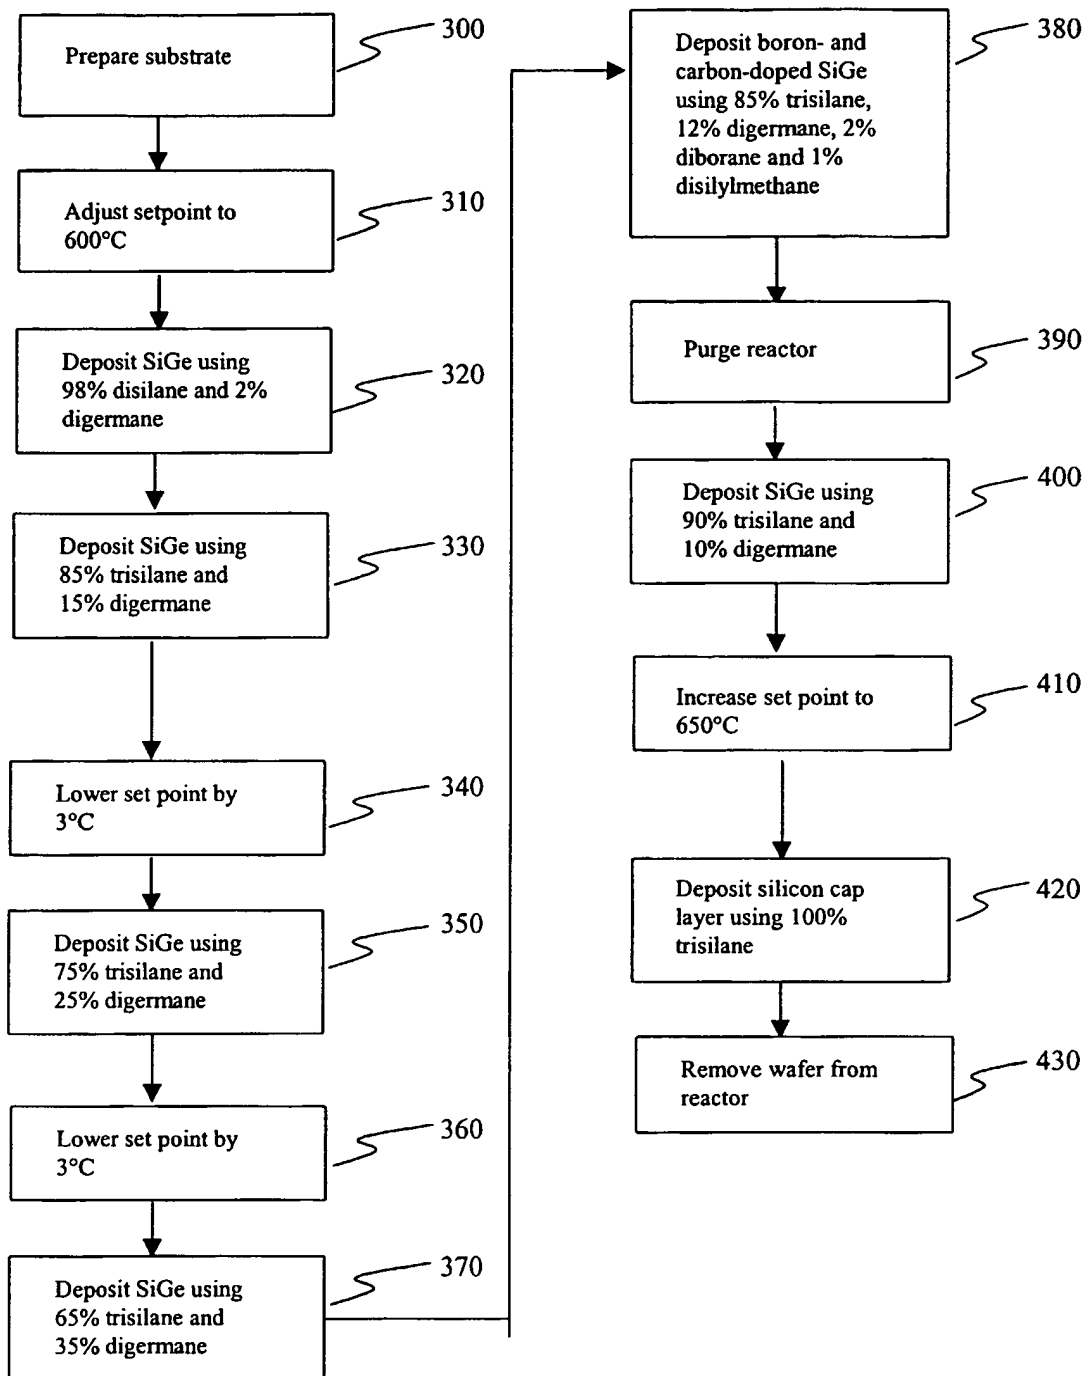 Prepare substrate
300
Adjust setpoint to
600°C
310
Deposit SiGe using
98% disilane and 2%
digermane
320
Deposit SiGe using
85% trisilane and
15% digermane
330
Lower set point by
3°C
340
Deposit SiGe using
75% trisilane and
25% digermane
350
Lower set point by
3°C
360
Deposit SiGe using
65% trisilane and
35% digermane
370
Deposit boron- and
carbon-doped SiGe
using 85% trisilane,
12% digermane, 2%
diborane and 1%
disilylmethane
380
Purge reactor
390
Deposit SiGe using
90% trisilane and
10% digermane
400
Increase set point to
650°C
410
Deposit silicon cap
layer using 100%
trisilane
420
Remove wafer from
reactor
430